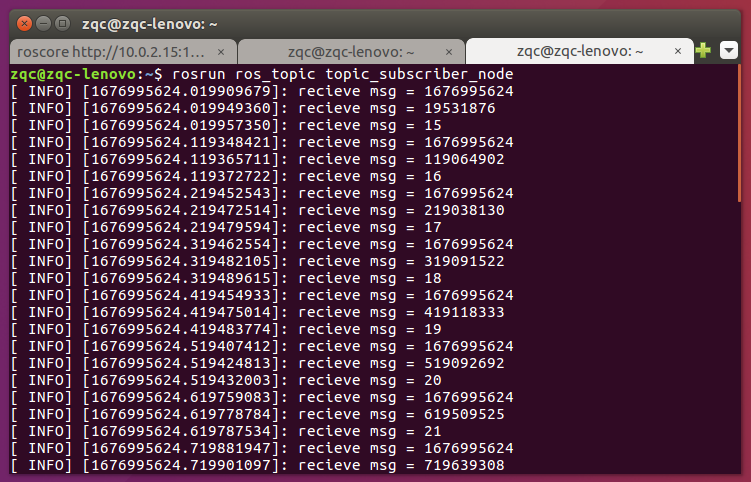 zqc@zqc-lenovo: ~
roscore http://10.0.2.15:1...
zqc@zqc-lenovo: ~
zqc@zqc-lenovo: ~
zqc@zqc-lenovo:~$ rosrun ros_topic topic_subscriber_node
[ INFO] [1676995624.019909679]: recieve msg = 1676995624
[ INFO] [1676995624.019949360]: recieve msg = 19531876
[ INFO] [1676995624.019957350]: recieve msg = 15
[ INFO] [1676995624.119348421]: recieve msg = 1676995624
[ INFO] [1676995624.119365711]: recieve msg = 119064902
[ INFO] [1676995624.119372722]: recieve msg = 16
[ INFO] [1676995624.219452543]: recieve msg = 1676995624
[ INFO] [1676995624.219472514]: recieve msg = 219038130
[ INFO] [1676995624.219479594]: recieve msg = 17
[ INFO] [1676995624.319462554]: recieve msg = 1676995624
[ INFO] [1676995624.319482105]: recieve msg = 319091522
[ INFO] [1676995624.319489615]: recieve msg = 18
[ INFO] [1676995624.419454933]: recieve msg = 1676995624
[ INFO] [1676995624.419475014]: recieve msg = 419118333
[ INFO] [1676995624.419483774]: recieve msg = 19
[ INFO] [1676995624.519407412]: recieve msg = 1676995624
[ INFO] [1676995624.519424813]: recieve msg = 519092692
[ INFO] [1676995624.519432003]: recieve msg = 20
[ INFO] [1676995624.619759083]: recieve msg = 1676995624
[ INFO] [1676995624.619778784]: recieve msg = 619509525
[ INFO] [1676995624.619787534]: recieve msg = 21
[ INFO] [1676995624.719881947]: recieve msg = 1676995624
[ INFO] [1676995624.719901097]: recieve msg = 719639308